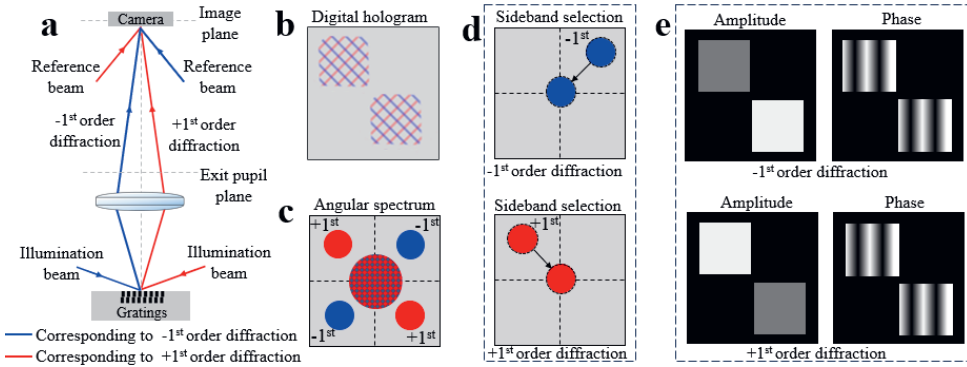 a
Camera
Image
plane
Reference
beam
Reference
beam
-1st order
diffraction
+1st order
diffraction
Exit pupil
plane
Illumination
beam
Illumination
beam
Gratings
Corresponding to -1st order diffraction
Corresponding to +1st order diffraction
b
Digital hologram
c
Angular spectrum
+1st
-1st
-1st
+1st
d
Sideband selection
-1st
-1st order diffraction
Sideband selection
+1st
+1st order diffraction
e
Amplitude
Phase
-1st order diffraction
Amplitude
Phase
+1st order diffraction